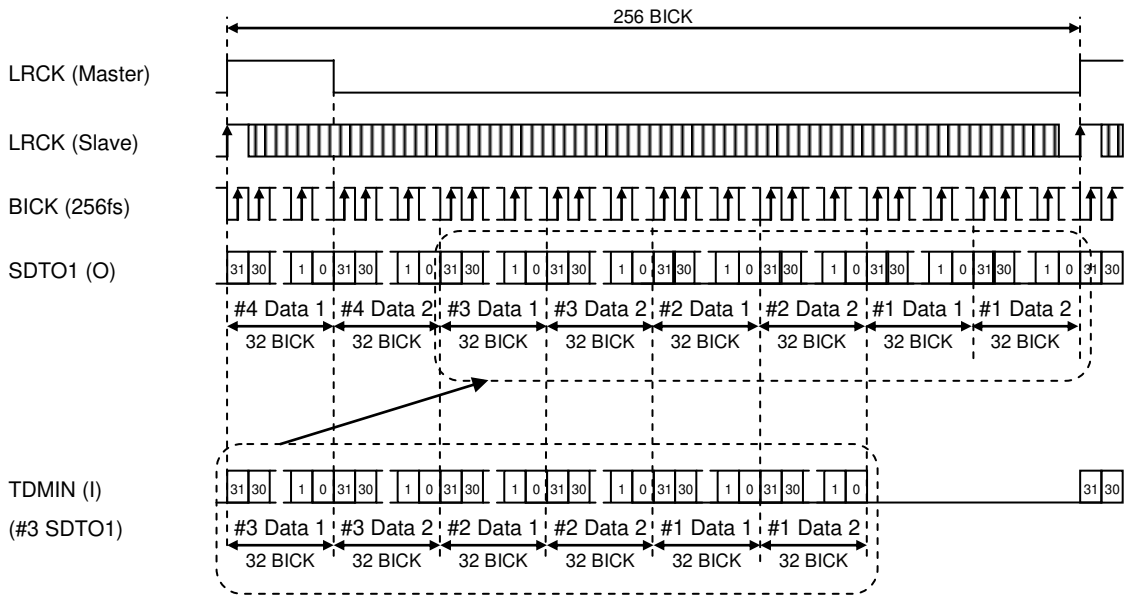 256 BICK
LRCK (Master)
LRCK (Slave)
BICK (256fs)
SDTO1 (O)
31 30 1 0 31 30 1 0 31 30 1 0 31 30 1 0 31 30 1 0 31 30 1 0 31 30 1 0 31 30 1 0 31 30
#4 Data 1 #4 Data 2 #3 Data 1 #3 Data 2 #2 Data 1 #2 Data 2 #1 Data 1 #1 Data 2
32 BICK 32 BICK 32 BICK 32 BICK 32 BICK 32 BICK 32 BICK 32 BICK
TDMIN (I)
31 30 1 0 31 30 1 0 31 30 1 0 31 30 1 0 31 30 1 0 31 30 1 0 31 30
(#3 SDTO1)
#3 Data 1 #3 Data 2 #2 Data 1 #2 Data 2 #1 Data 1 #1 Data 2
32 BICK 32 BICK 32 BICK 32 BICK 32 BICK 32 BICK